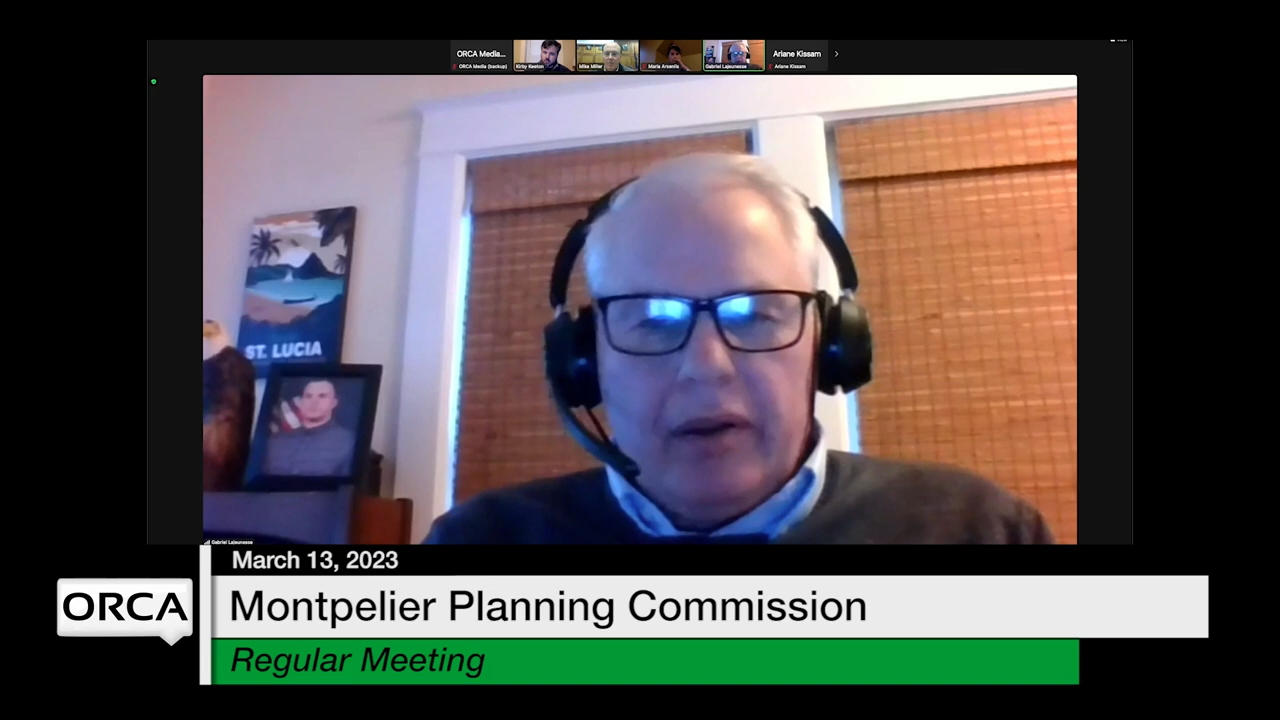 ORCA Media...
Ariane Kissam
ORCA Media (backup)
Kirby Keeton
Mike Miller
Maria Arsenlis
Gabriel Lajeunesse
Ariane Kissam
ST. LUCIA
Gabriel Lajeunesse
March 13, 2023
ORCA
Montpelier Planning Commission
Regular Meeting